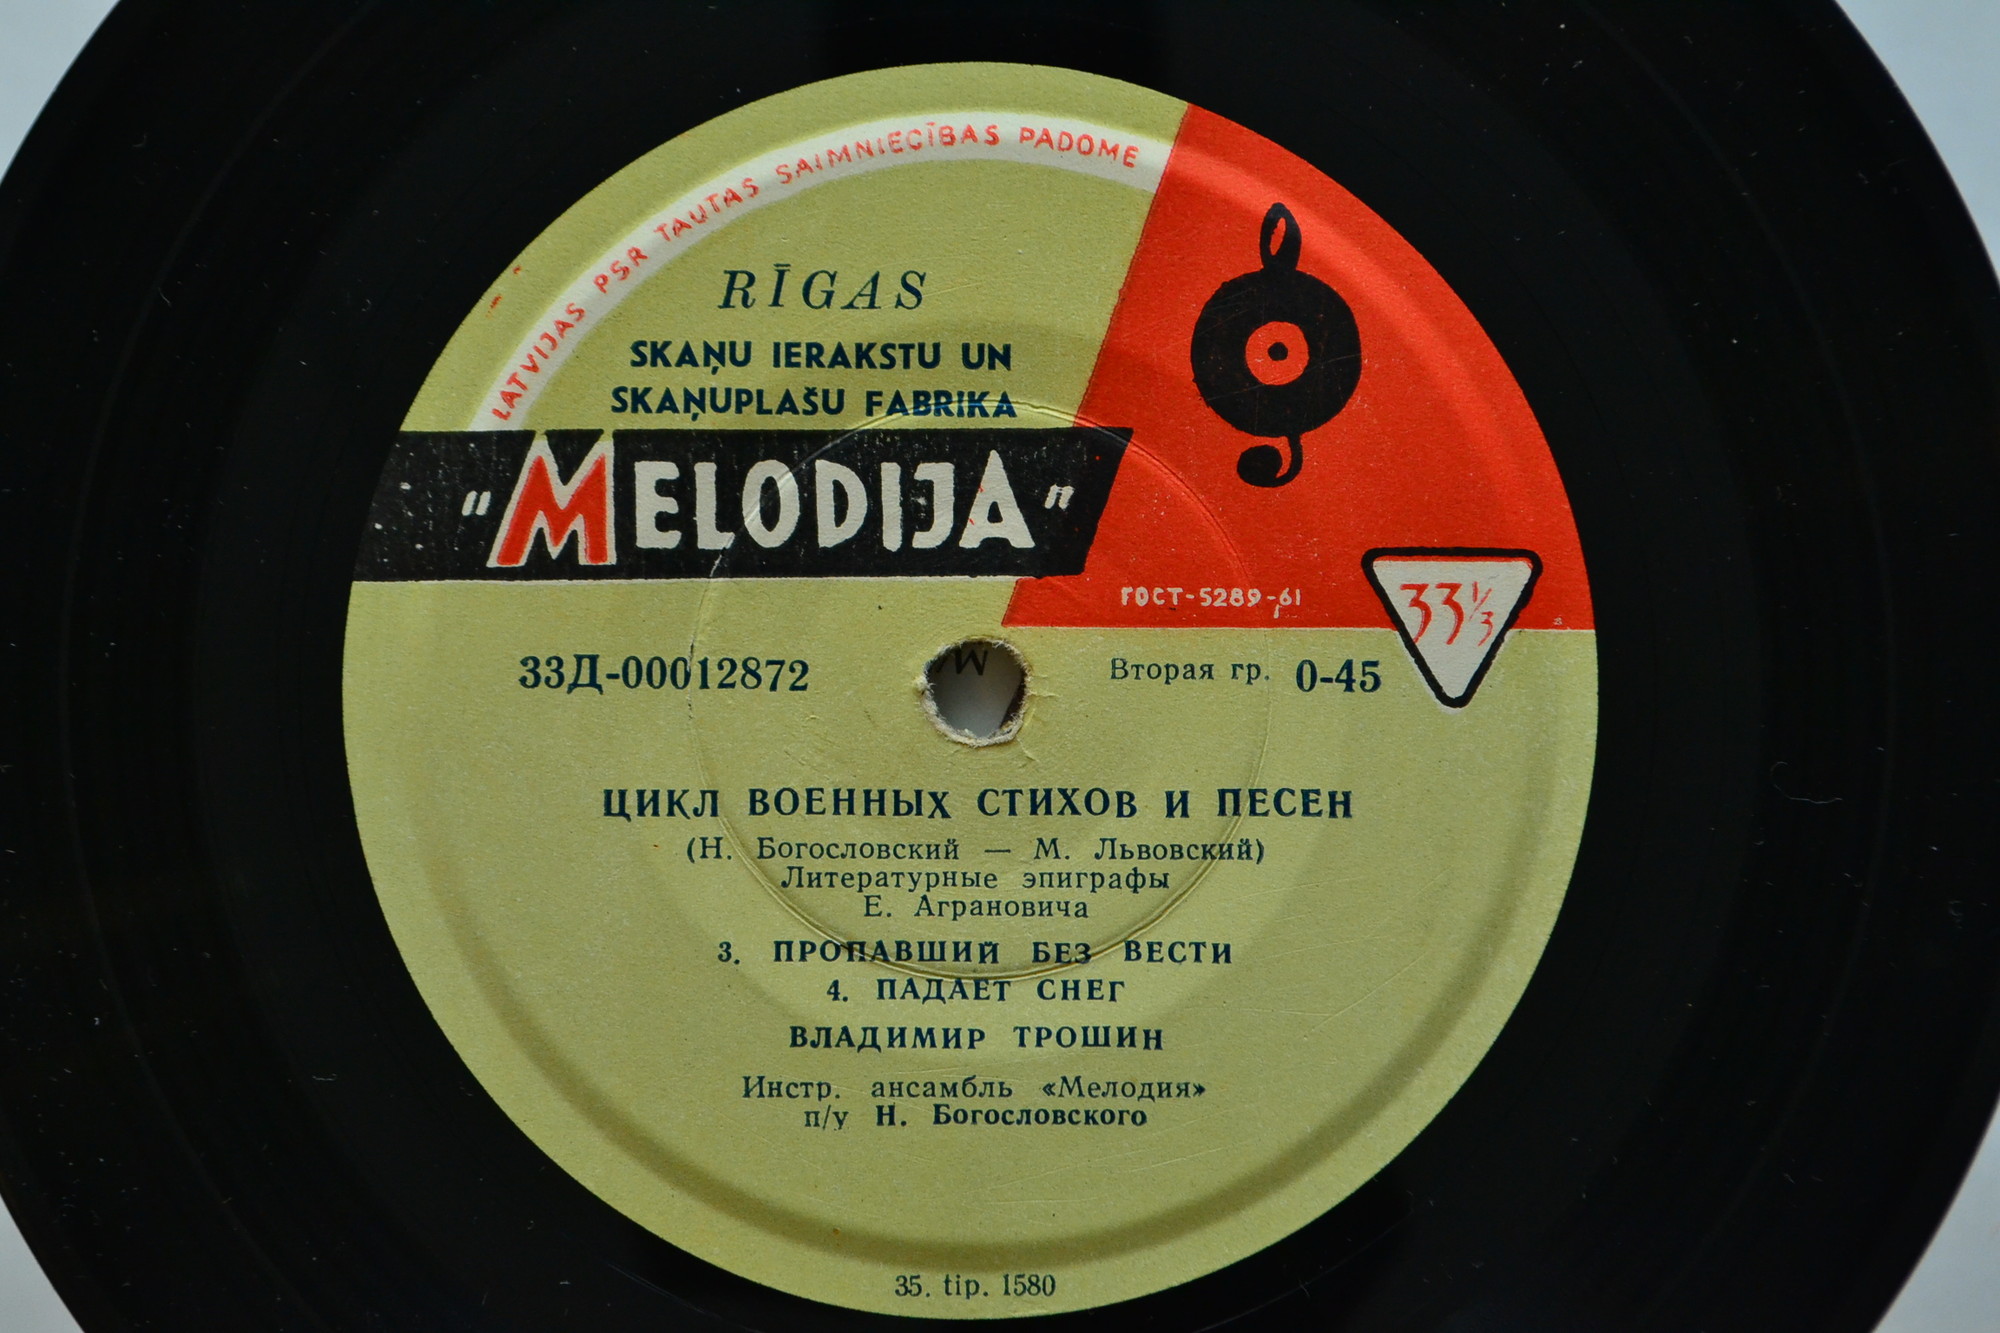 LATVIJAS PSR TAUTAS SAIMNIECĪBAS PADOME
RĪGAS
SKAŅU IERAKSTU UN
SKAŅUPLAŠU FABRIKA
"MELODIJA"
ГОСТ-5289-61
33⅓
33Д-00012872
Вторая гр. 0-45
ЦИКЛ ВОЕННЫХ СТИХОВ И ПЕСЕН
(Н. Богословский — М. Львовский)
Литературные эпиграфы
Е. Аграновича
3. ПРОПАВШИЙ БЕЗ ВЕСТИ
4. ПАДАЕТ СНЕГ
ВЛАДИМИР ТРОШИН
Инстр. ансамбль «Мелодия»
п/у Н. Богословского
35. tip. 1580